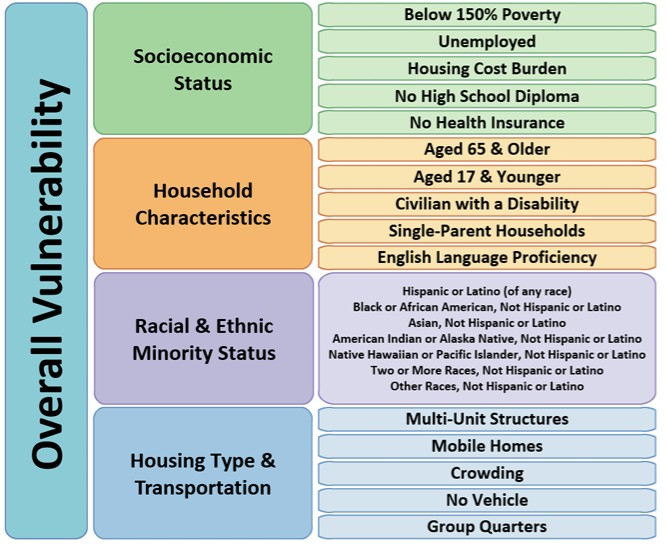 Overall Vulnerability
Socioeconomic
Status
Below 150% Poverty
Unemployed
Housing Cost Burden
No High School Diploma
No Health Insurance
Household
Characteristics
Aged 65 & Older
Aged 17 & Younger
Civilian with a Disability
Single-Parent Households
English Language Proficiency
Racial & Ethnic
Minority Status
Hispanic or Latino (of any race)
Black or African American, Not Hispanic or Latino
Asian, Not Hispanic or Latino
American Indian or Alaska Native, Not Hispanic or Latino
Native Hawaiian or Pacific Islander, Not Hispanic or Latino
Two or More Races, Not Hispanic or Latino
Other Races, Not Hispanic or Latino
Housing Type &
Transportation
Multi-Unit Structures
Mobile Homes
Crowding
No Vehicle
Group Quarters